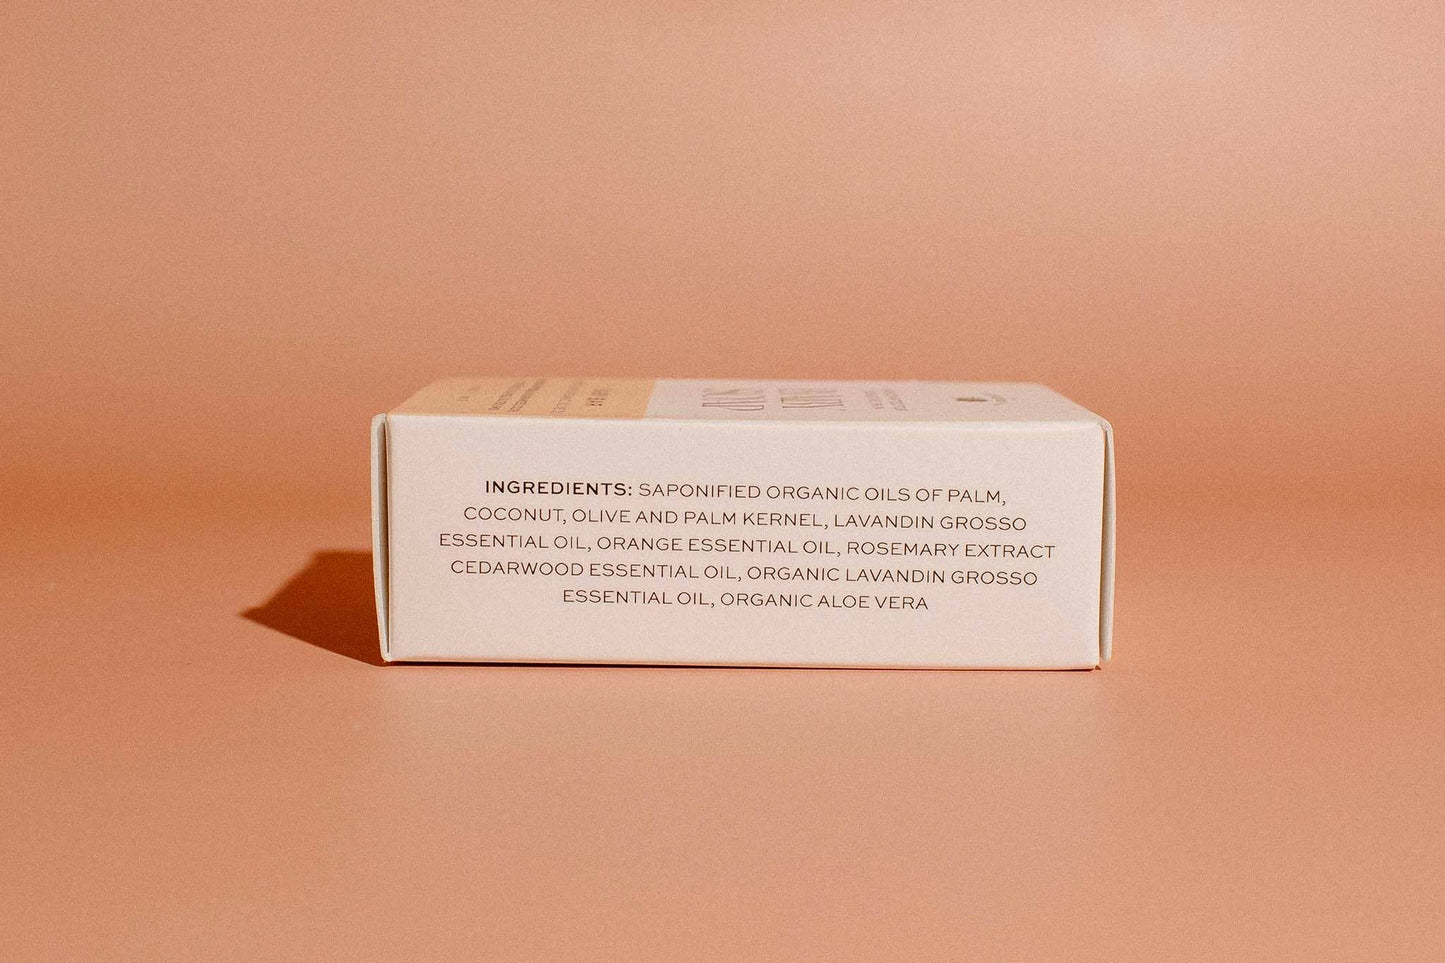 INGREDIENTS: SAPONIFIED ORGANIC OILS OF PALM,
COCONUT, OLIVE AND PALM KERNEL, LAVANDIN GROSSO
ESSENTIAL OIL, ORANGE ESSENTIAL OIL, ROSEMARY EXTRACT
CEDARWOOD ESSENTIAL OIL, ORGANIC LAVANDIN GROSSO
ESSENTIAL OIL, ORGANIC ALOE VERA